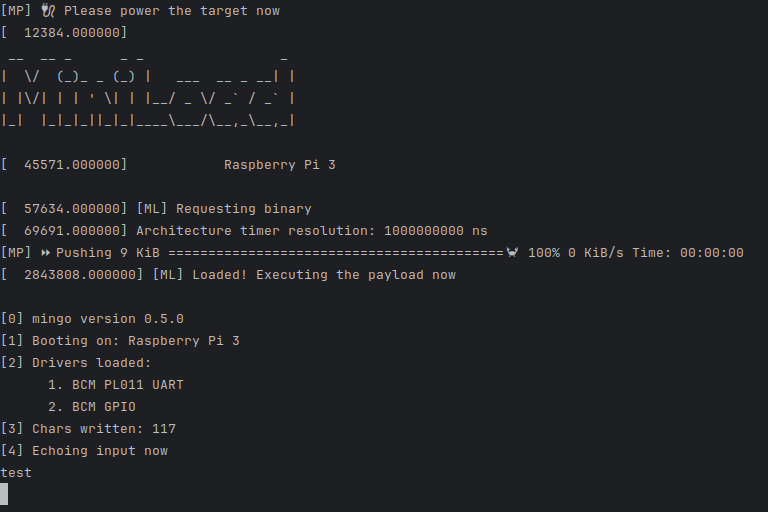 [MP] 🔌 Please power the target now
[  12384.000000]
 __  __ _      _ _                 _
|  \/  (_)_ _ (_) |   ___  __ _ __| |
| |\/| | | ' \| | |__/ _ \/ _` / _` |
|_|  |_|_|_||_|_|____\___/\__,_\__,_|
[  45571.000000]            Raspberry Pi 3
[  57634.000000] [ML] Requesting binary
[  69691.000000] Architecture timer resolution: 1000000000 ns
[MP] ⏩ Pushing 9 KiB ==========================================🦀 100% 0 KiB/s Time: 00:00:00
[  2843808.000000] [ML] Loaded! Executing the payload now
[0] mingo version 0.5.0
[1] Booting on: Raspberry Pi 3
[2] Drivers loaded:
      1. BCM PL011 UART
      2. BCM GPIO
[3] Chars written: 117
[4] Echoing input now
test